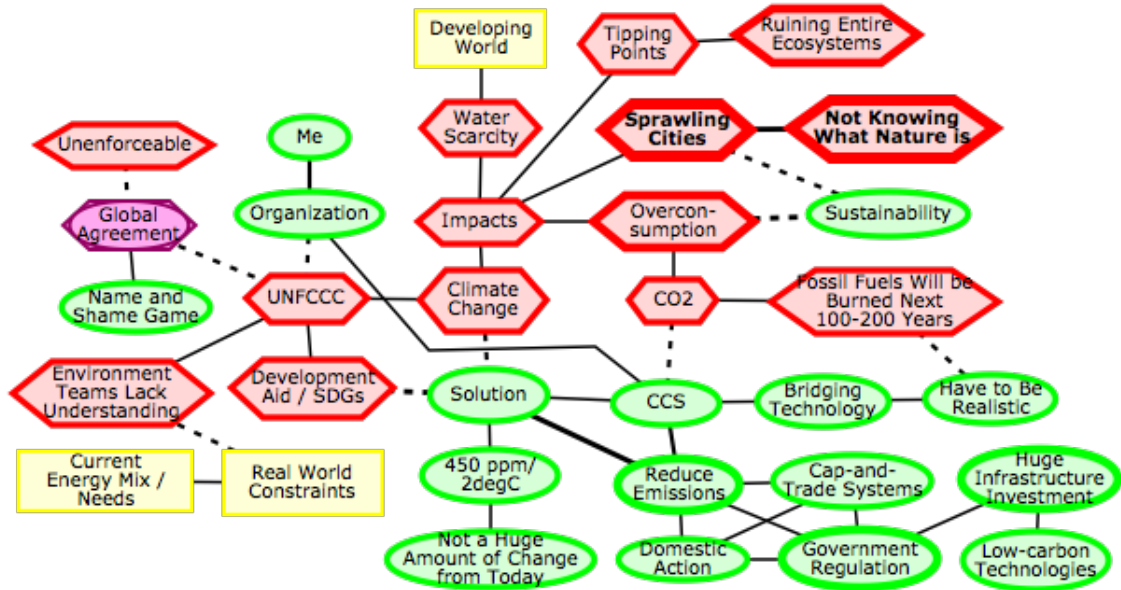 Developing
World
Tipping
Points
Ruining Entire
Ecosystems
Water
Scarcity
Sprawling
Cities
Not Knowing
What Nature is
Unenforceable
Me
Global
Agreement
Organization
Impacts
Overcon-
sumption
Sustainability
Name and
Shame Game
UNFCCC
Climate
Change
CO2
Fossil Fuels Will be
Burned Next
100-200 Years
Environment
Teams Lack
Understanding
Development
Aid / SDGs
Solution
CCS
Bridging
Technology
Have to Be
Realistic
Current
Energy Mix /
Needs
Real World
Constraints
450 ppm/
2degC
Reduce
Emissions
Cap-and-
Trade Systems
Huge
Infrastructure
Investment
Not a Huge
Amount of Change
from Today
Domestic
Action
Government
Regulation
Low-carbon
Technologies